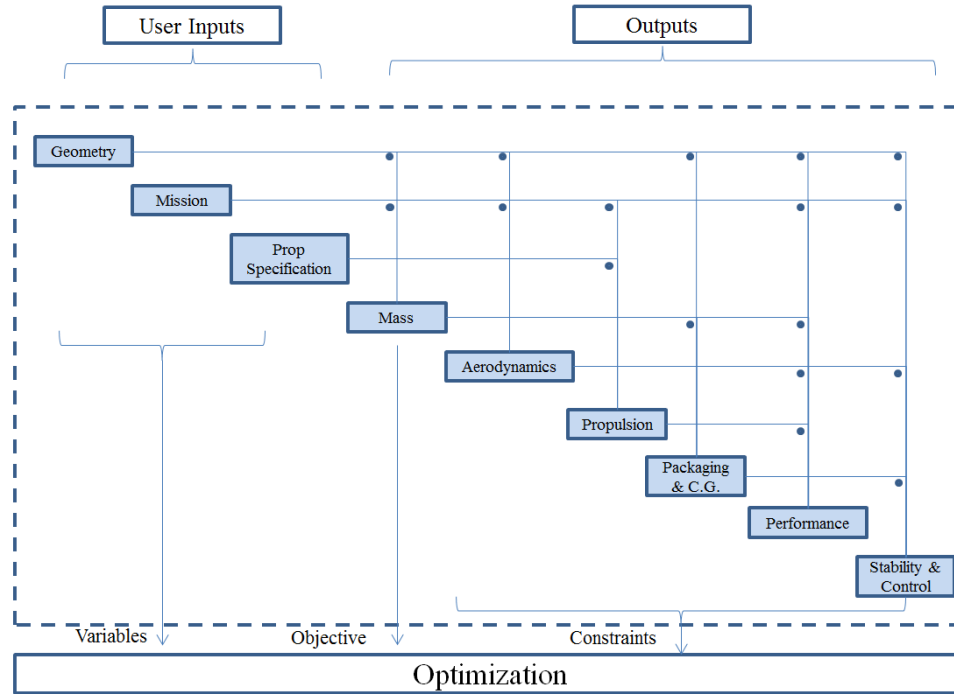 User Inputs
Outputs
Geometry
Mission
Prop
Specification
Mass
Aerodynamics
Propulsion
Packaging
& C.G.
Performance
Stability &
Control
Variables
Objective
Constraints
Optimization